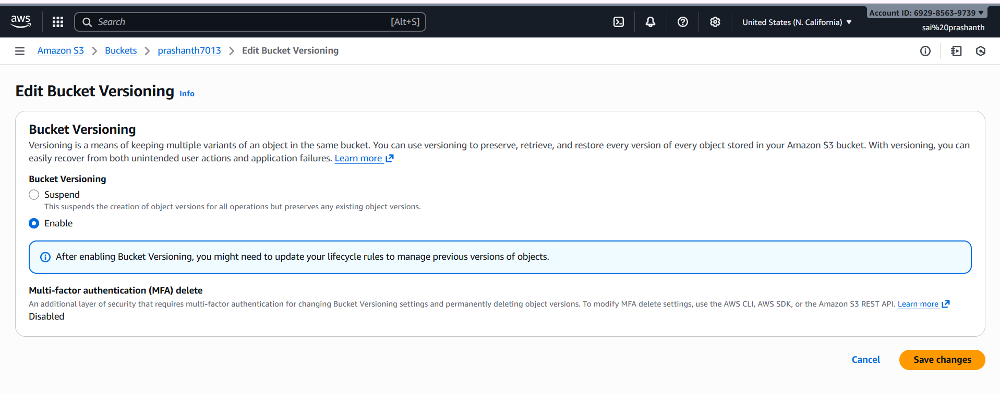 aws
Search
[Alt+S]
United States (N. California)
Account ID: 6929-8563-9739
sai%20prashanth
Amazon S3
Buckets
prashanth7013
Edit Bucket Versioning
Edit Bucket Versioning Info
Bucket Versioning
Versioning is a means of keeping multiple variants of an object in the same bucket. You can use versioning to preserve, retrieve, and restore every version of every object stored in your Amazon S3 bucket. With versioning, you can
easily recover from both unintended user actions and application failures. Learn more
Bucket Versioning
Suspend
This suspends the creation of object versions for all operations but preserves any existing object versions.
Enable
After enabling Bucket Versioning, you might need to update your lifecycle rules to manage previous versions of objects.
Multi-factor authentication (MFA) delete
An additional layer of security that requires multi-factor authentication for changing Bucket Versioning settings and permanently deleting object versions. To modify MFA delete settings, use the AWS CLI, AWS SDK, or the Amazon S3 REST API. Learn more
Disabled
Cancel
Save changes